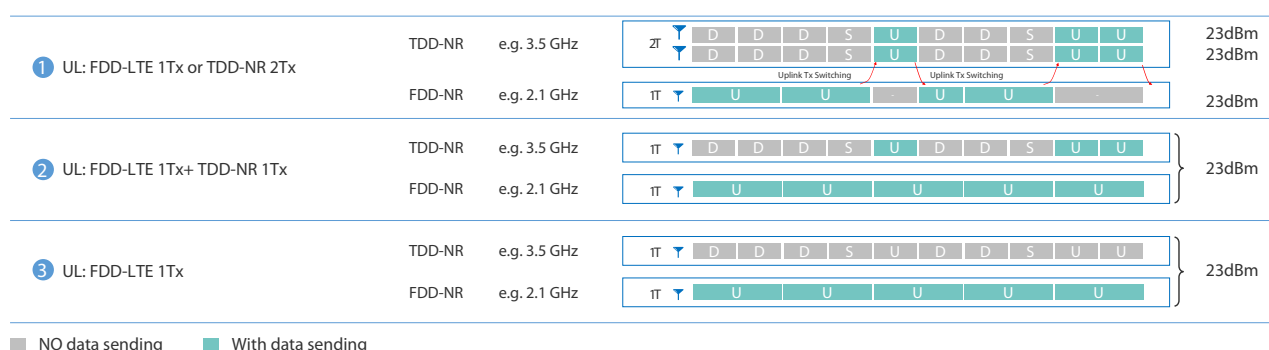 TDD-NR e.g. 3.5 GHz 2T D D D S U D D S U U 23dBm
D D D S U D D S U U 23dBm
1 UL: FDD-LTE 1Tx or TDD-NR 2Tx
Uplink Tx Switching Uplink Tx Switching
FDD-NR e.g. 2.1 GHz 1T U U - U U - 23dBm
TDD-NR e.g. 3.5 GHz 1T D D D S U D D S U U
2 UL: FDD-LTE 1Tx+ TDD-NR 1Tx 23dBm
FDD-NR e.g. 2.1 GHz 1T U U U U U
TDD-NR e.g. 3.5 GHz 1T D D D S U D D S U U
3 UL: FDD-LTE 1Tx 23dBm
FDD-NR e.g. 2.1 GHz 1T U U U U U
NO data sending With data sending